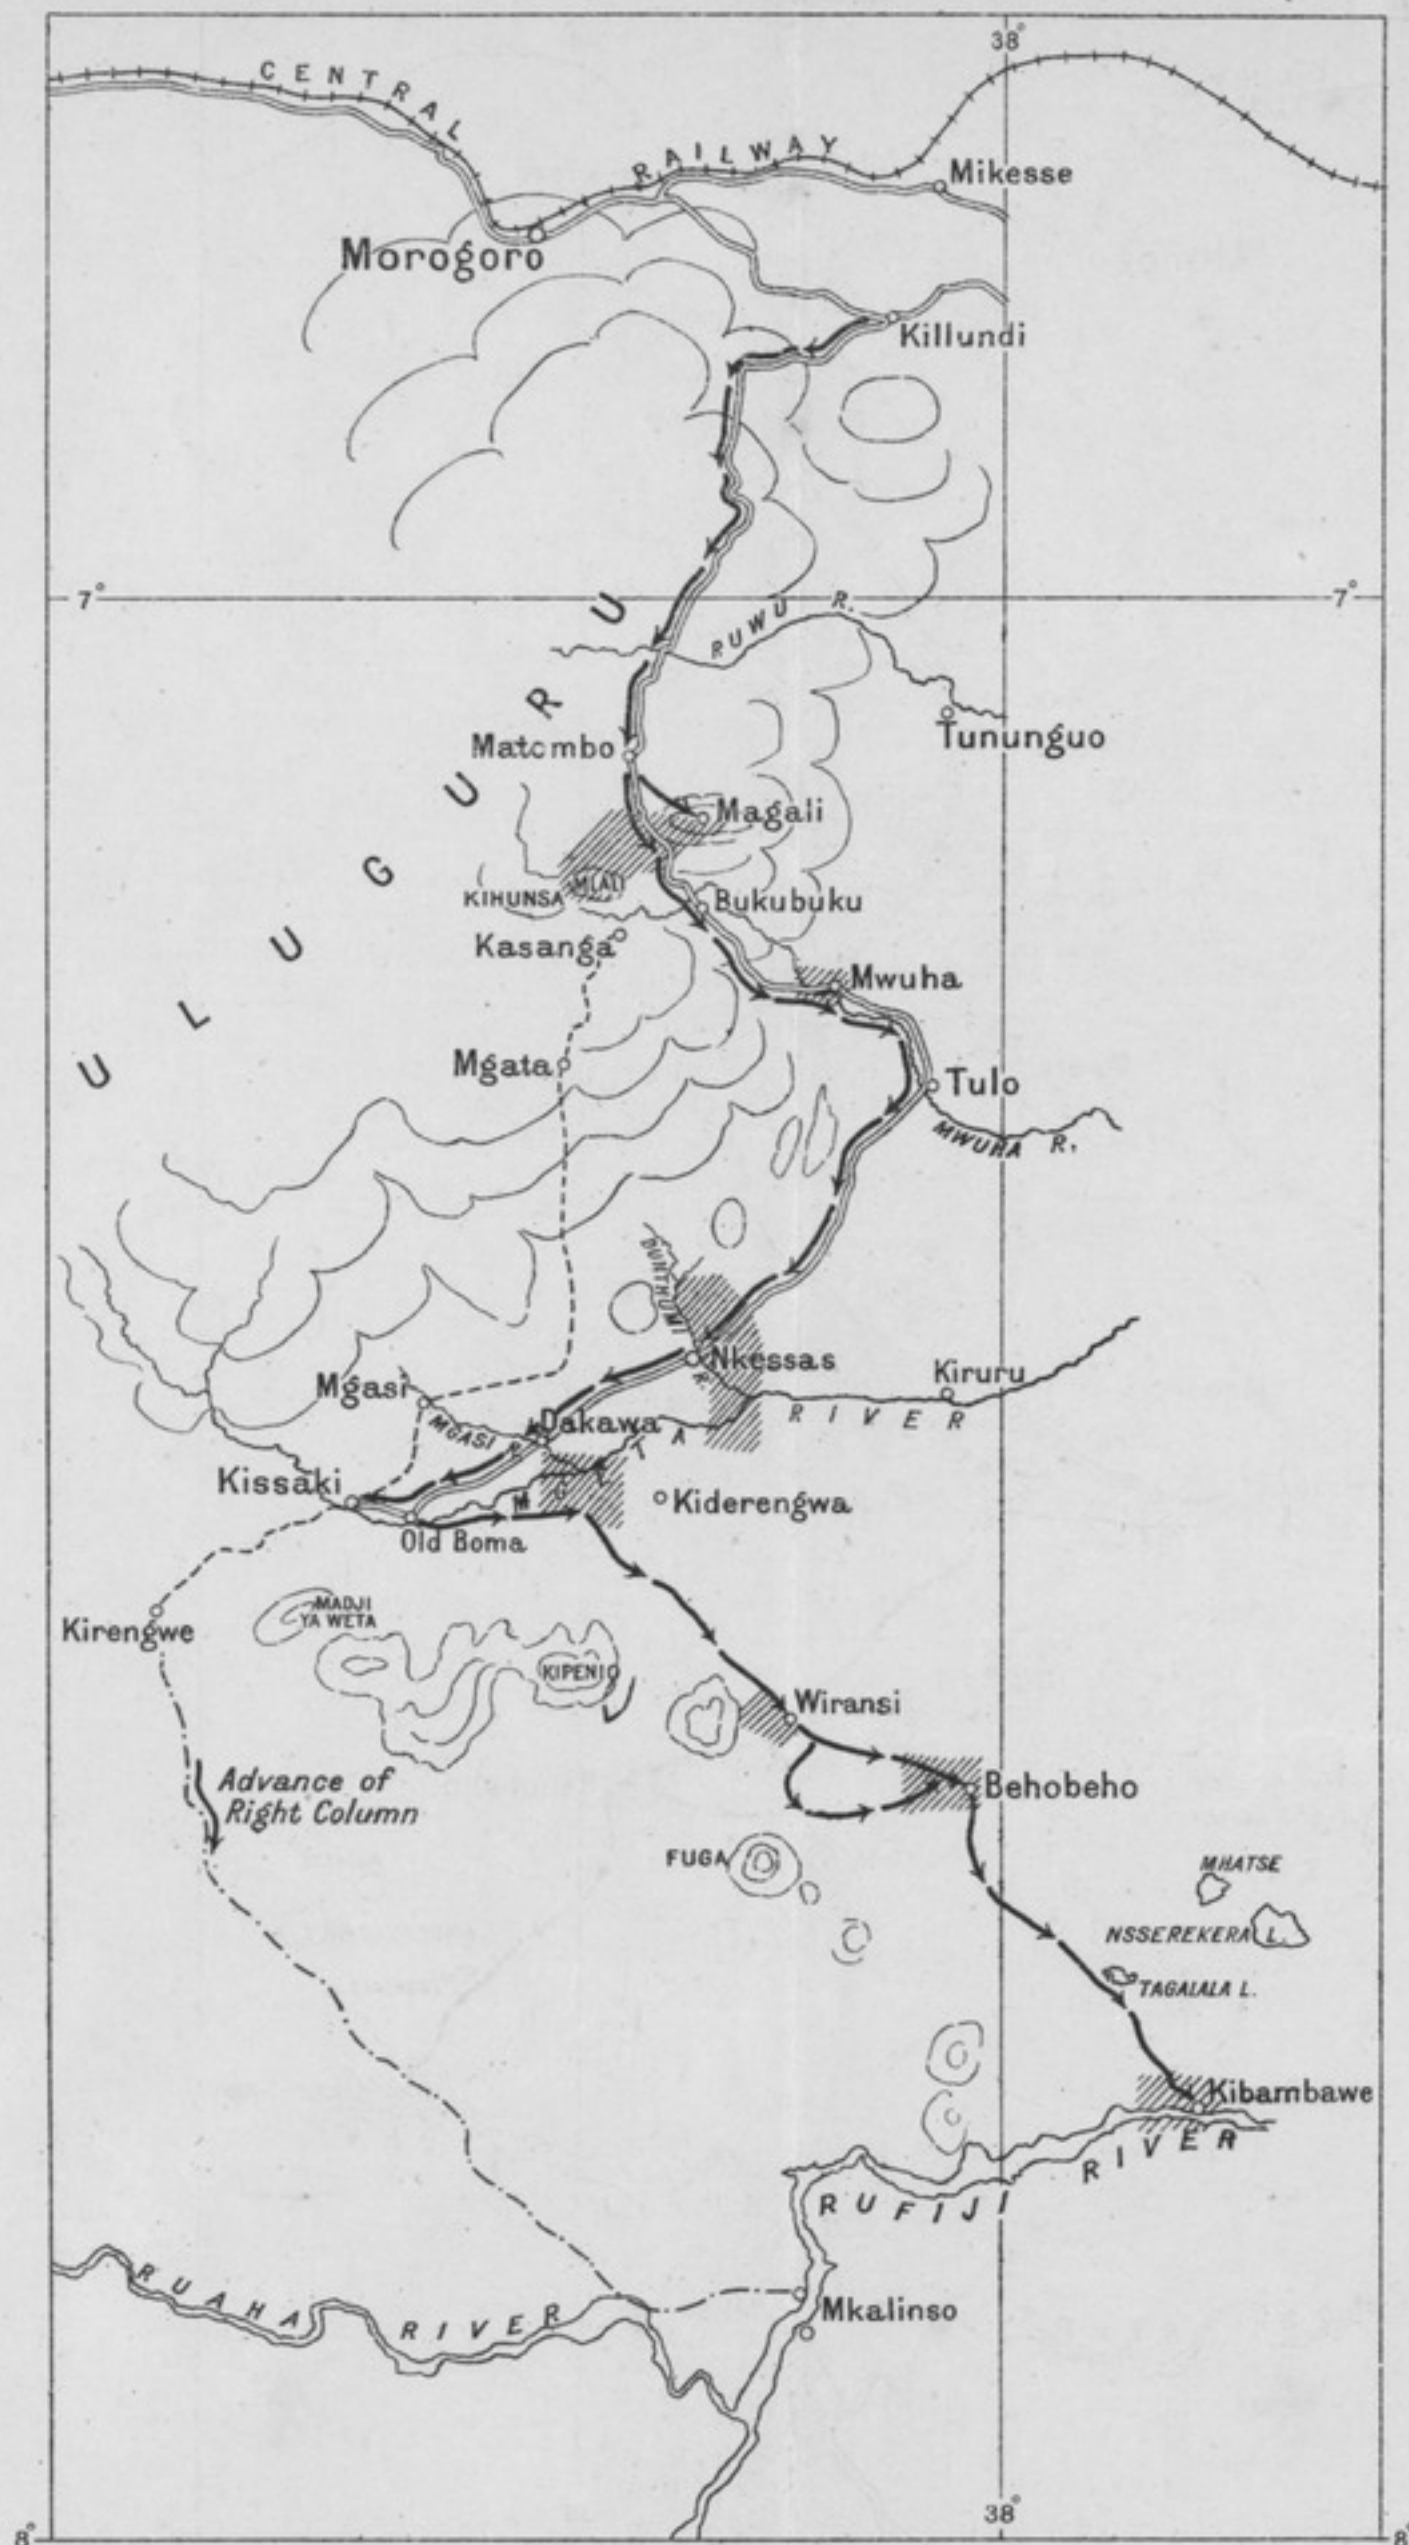 38°
CENTRAL
RAILWAY
Mikesse
Morogoro
Killundi
7°
7°
ULUGURU
RUWU R.
Tununguo
Matombo
Magali
MLALI
KIHUNSA
Bukubuku
Kasanga
Mwuha
Mgata
Tulo
MWUHA R.
DUNTHUMI R.
Nkessas
Kiruru
Mgasi
MGASI R.
Dakawa
MGETA RIVER
Kissaki
Kiderengwa
Old Boma
MADJI
YA WETA
Kirengwe
KIPENIO
Wiransi
Advance of
Right Column
Behobeho
FUGA
MHATSE
NSSEREKERA L.
TAGALALA L.
Kibambawe
RUFIJI RIVER
RUAHA RIVER
Mkalinso
38°
8°
8°